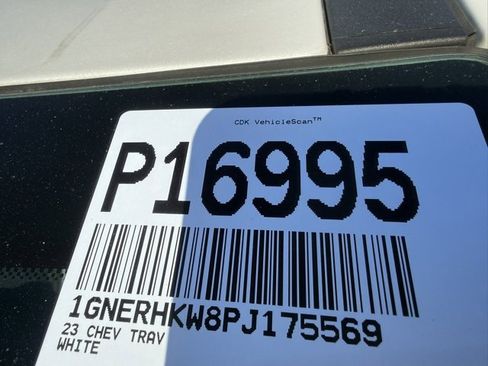 CDK VehicleScan™
P16995
1GNERHKW8PJ175569
23 CHEV TRAV
WHITE